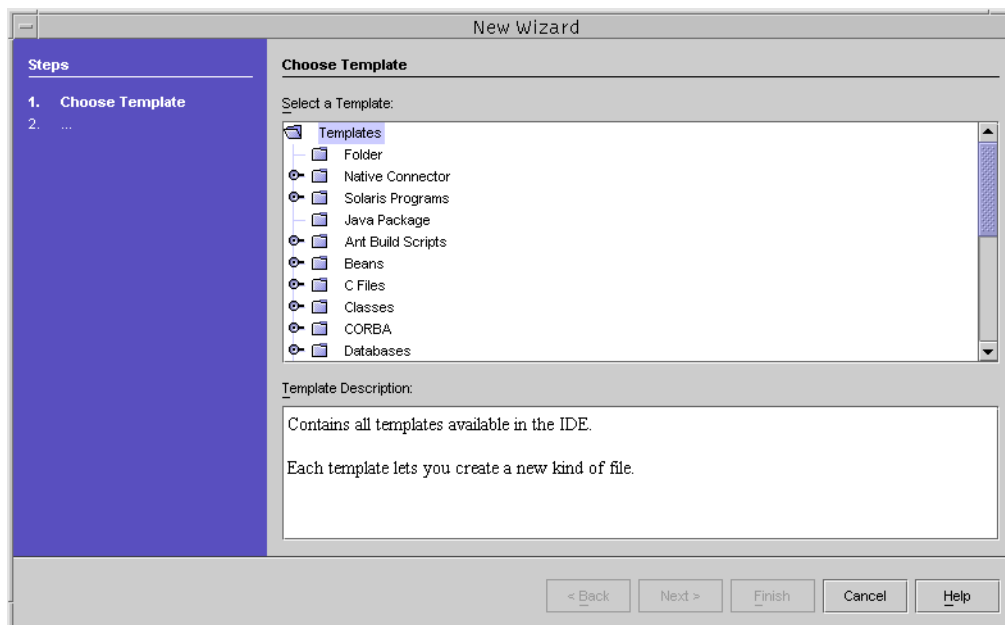 New Wizard
Steps
1. Choose Template
2. ...
Choose Template
Select a Template:
Templates
Folder
Native Connector
Solaris Programs
Java Package
Ant Build Scripts
Beans
C Files
Classes
CORBA
Databases
Template Description:
Contains all templates available in the IDE.
Each template lets you create a new kind of file.
< Back
Next >
Finish
Cancel
Help